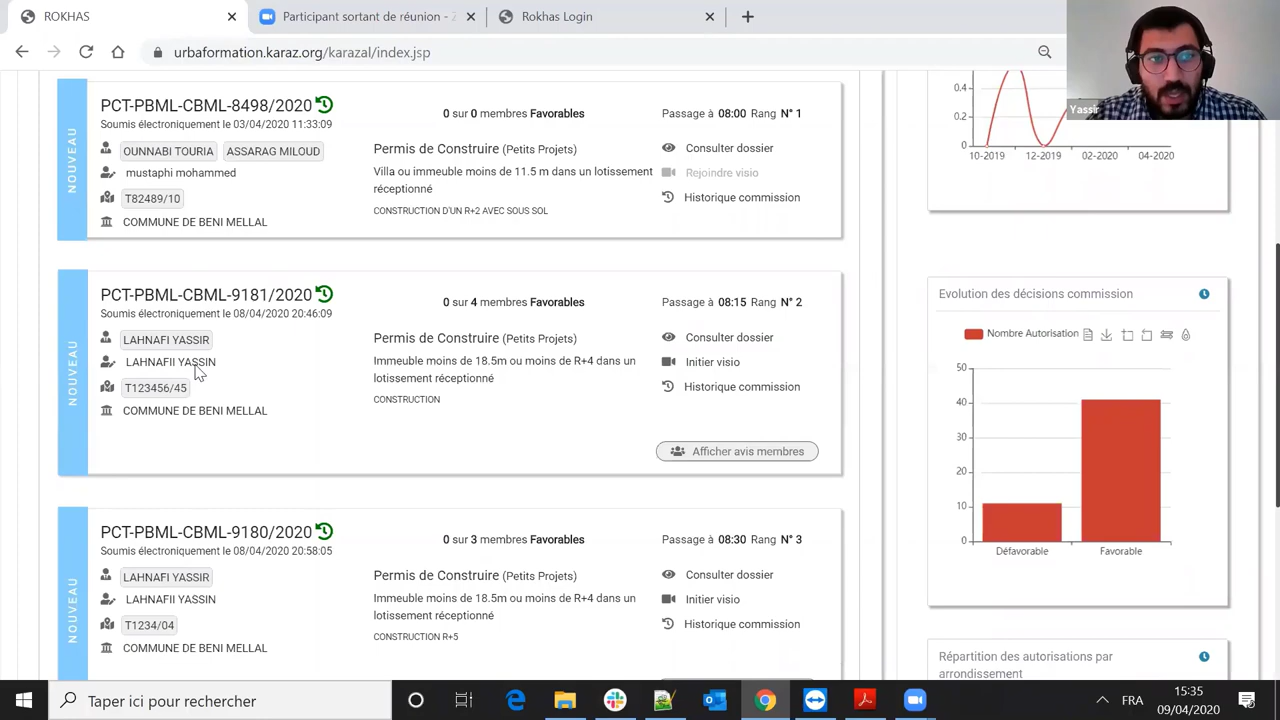 ROKHAS
Participant sortant de réunion - Z
Rokhas Login
urbaformation.karaz.org/karazal/index.jsp
Yassir
NOUVEAU
PCT-PBML-CBML-8498/2020
Soumis électroniquement le 03/04/2020 11:33:09
OUNNABI TOURIA ASSARAG MILOUD
mustaphi mohammed
T82489/10
COMMUNE DE BENI MELLAL
0 sur 0 membres Favorables
Permis de Construire (Petits Projets)
Villa ou immeuble moins de 11.5 m dans un lotissement
réceptionné
CONSTRUCTION D'UN R+2 AVEC SOUS SOL
Passage à 08:00 Rang N° 1
Consulter dossier
Rejoindre visio
Historique commission
NOUVEAU
PCT-PBML-CBML-9181/2020
Soumis électroniquement le 08/04/2020 20:46:09
LAHNAFI YASSIR
LAHNAFII YASSIN
T123456/45
COMMUNE DE BENI MELLAL
0 sur 4 membres Favorables
Permis de Construire (Petits Projets)
Immeuble moins de 18.5m ou moins de R+4 dans un
lotissement réceptionné
CONSTRUCTION
Passage à 08:15 Rang N° 2
Consulter dossier
Initier visio
Historique commission
Afficher avis membres
NOUVEAU
PCT-PBML-CBML-9180/2020
Soumis électroniquement le 08/04/2020 20:58:05
LAHNAFI YASSIR
LAHNAFII YASSIN
T1234/04
COMMUNE DE BENI MELLAL
0 sur 3 membres Favorables
Permis de Construire (Petits Projets)
Immeuble moins de 18.5m ou moins de R+4 dans un
lotissement réceptionné
CONSTRUCTION R+5
Passage à 08:30 Rang N° 3
Consulter dossier
Initier visio
Historique commission
0.4
0.2
0
10-2019 12-2019 02-2020 04-2020
Evolution des décisions commission
Nombre Autorisation
50
40
30
20
10
0
Défavorable Favorable
Répartition des autorisations par
arrondissement
Taper ici pour rechercher
FRA
15:35
09/04/2020